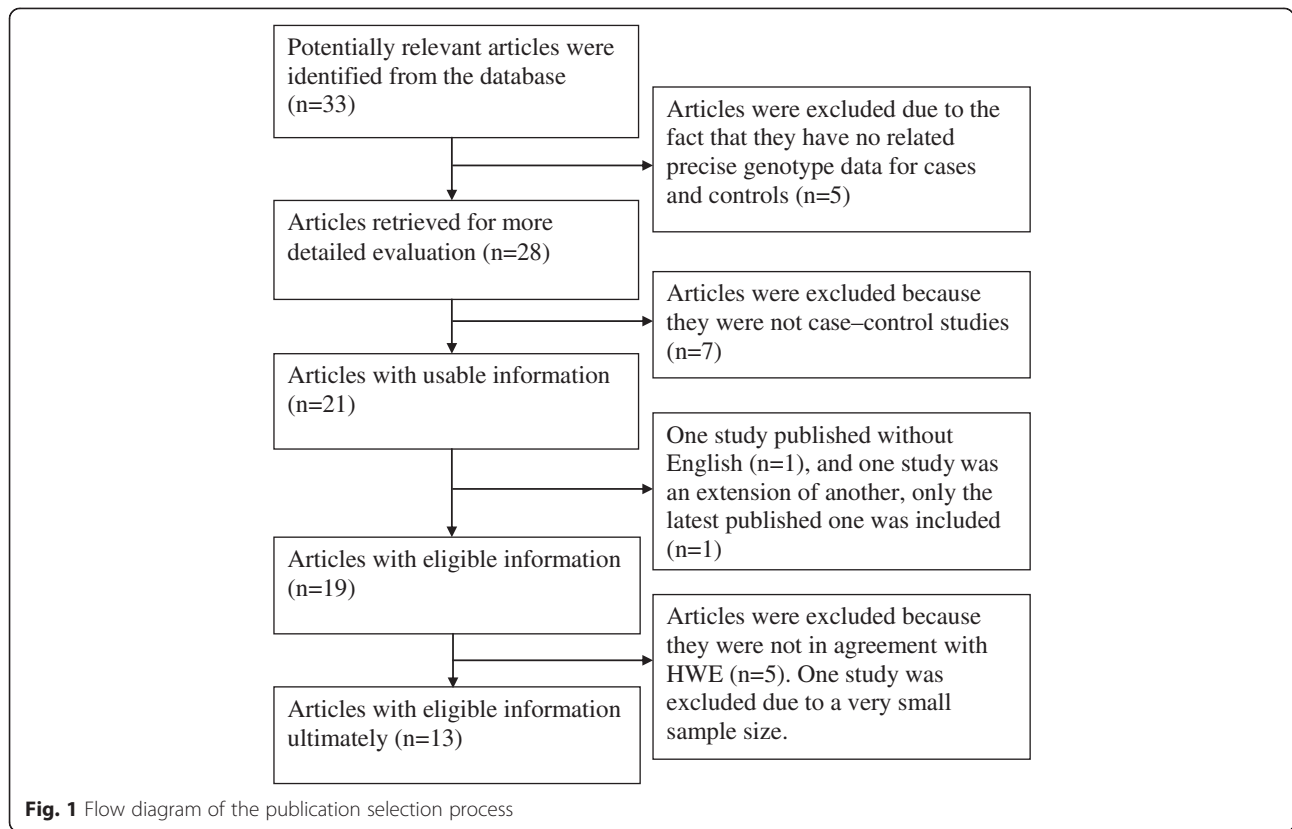 Potentially relevant articles were
identified from the database
(n=33)
Articles were excluded due to the
fact that they have no related
precise genotype data for cases
and controls (n=5)
Articles retrieved for more
detailed evaluation (n=28)
Articles were excluded because
they were not case–control studies
(n=7)
Articles with usable information
(n=21)
One study published without
English (n=1), and one study was
an extension of another, only the
latest published one was included
(n=1)
Articles with eligible information
(n=19)
Articles were excluded because
they were not in agreement with
HWE (n=5). One study was
excluded due to a very small
sample size.
Articles with eligible information
ultimately (n=13)
Fig. 1 Flow diagram of the publication selection process